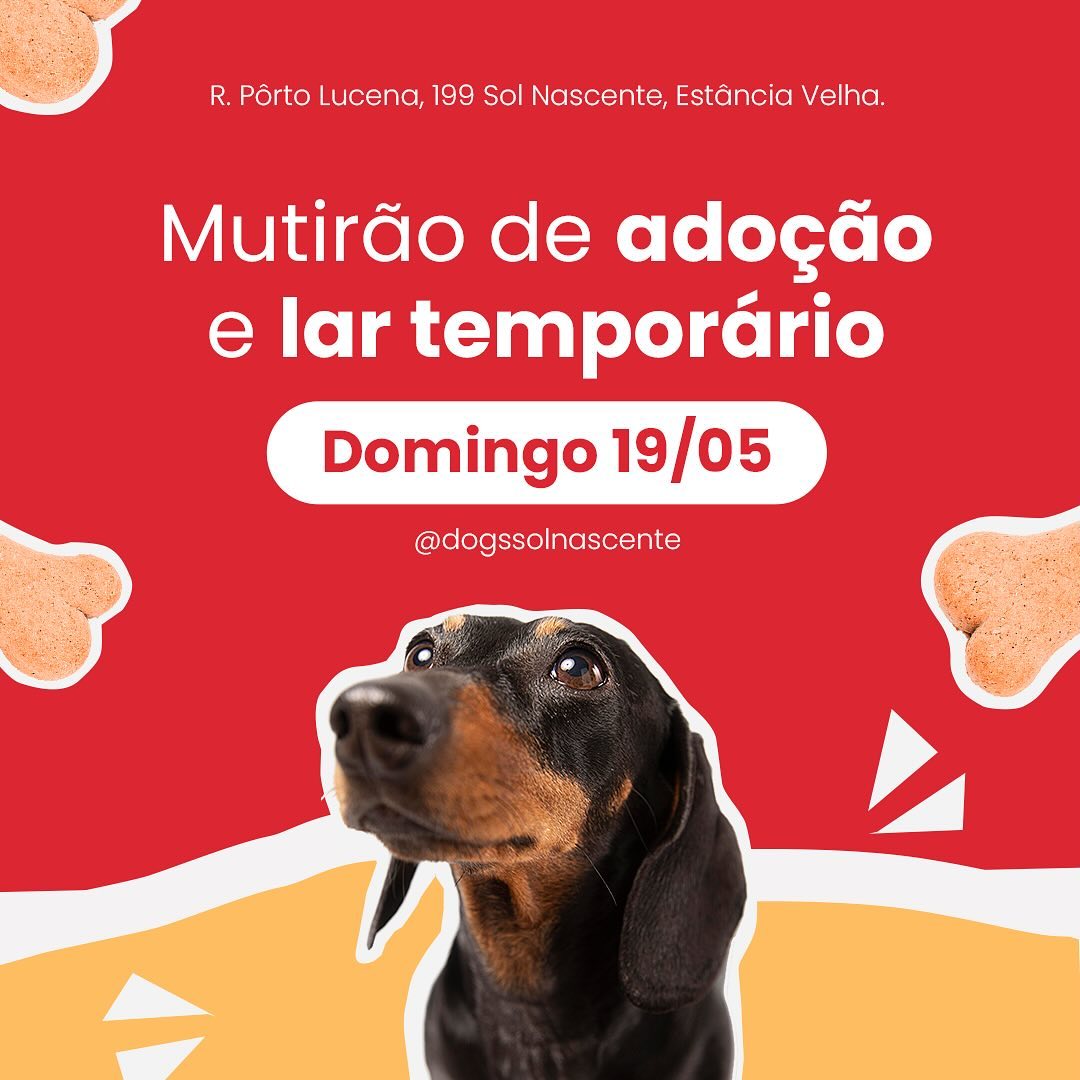 R. Pôrto Lucena, 199 Sol Nascente, Estância Velha.
Mutirão de adoção
e lar temporário
Domingo 19/05
@dogssolnascente